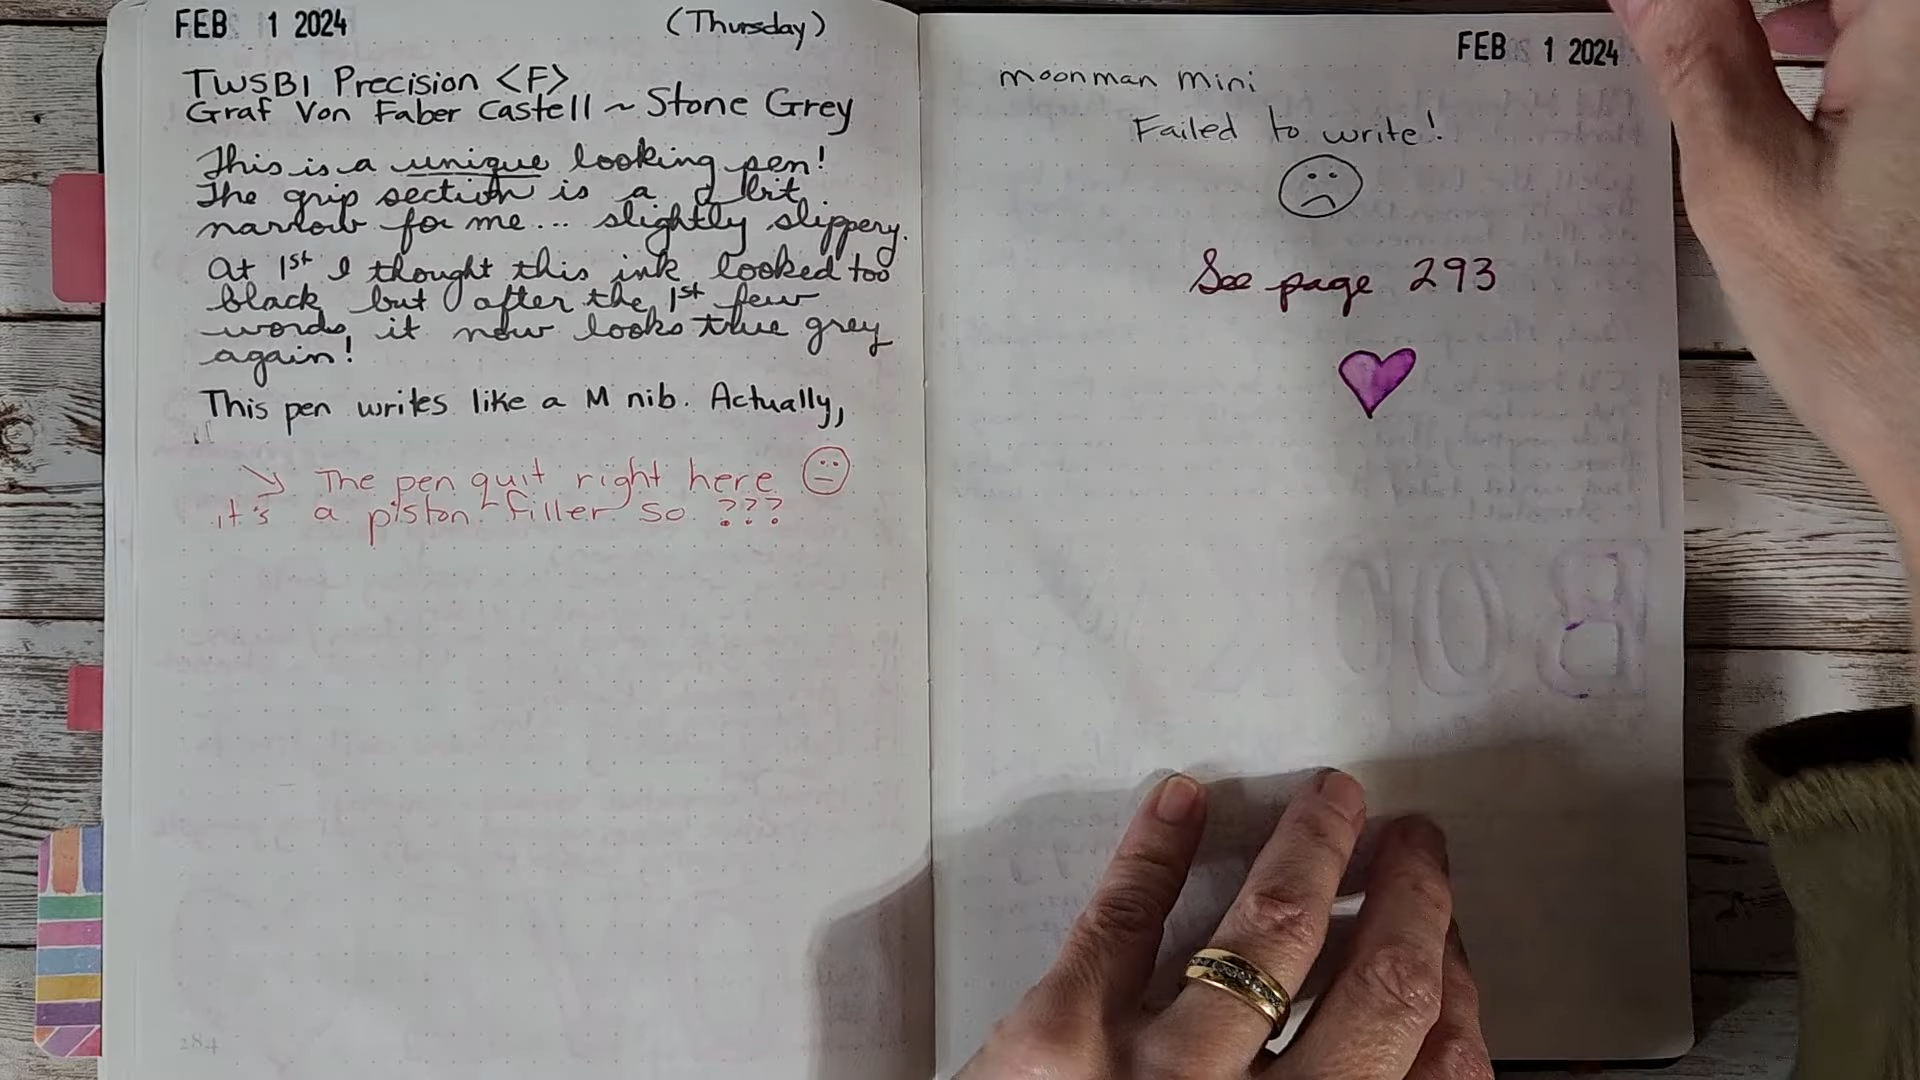 FEB 1 2024 (Thursday)
TWSBI Precision <F>
Graf Von Faber Castell ~ Stone Grey
This is a unique looking pen!
The grip section is a bit
narrow for me... slightly slippery.
At 1st I thought this ink looked too
black but after the 1st few
words it now looks true grey
again!
This pen writes like a M nib. Actually,
The pen quit right here
it's a piston-filler so ???
284
FEB 1 2024
moonman mini
Failed to write!
See page 293